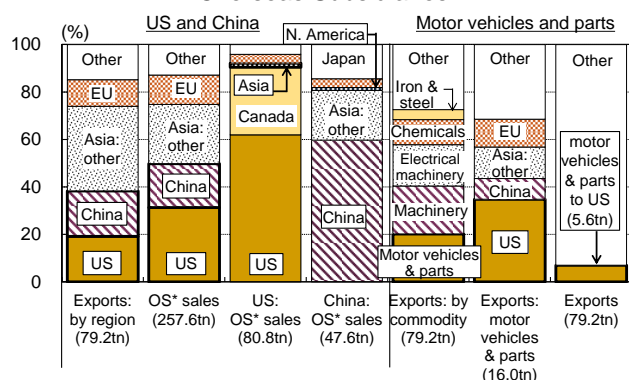 (%)
US and China
Motor vehicles and parts
N. America
100
80
60
40
20
0
Other
EU
Asia:
other
China
US
Other
EU
Asia:
other
China
US
Asia
Canada
US
Japan
Asia:
other
China
Other
Iron &
steel
Chemicals
Electrical
machinery
Machinery
Motor vehicles
& parts
Other
EU
Asia:
other
China
US
Other
motor
vehicles
& parts
to US
(5.6tn)
Exports:
by region
(79.2tn)
OS* sales
(257.6tn)
US:
OS* sales
(80.8tn)
China:
OS* sales
(47.6tn)
Exports: by
commodity
(79.2tn)
Exports:
motor
vehicles
& parts
(16.0tn)
Exports
(79.2tn)